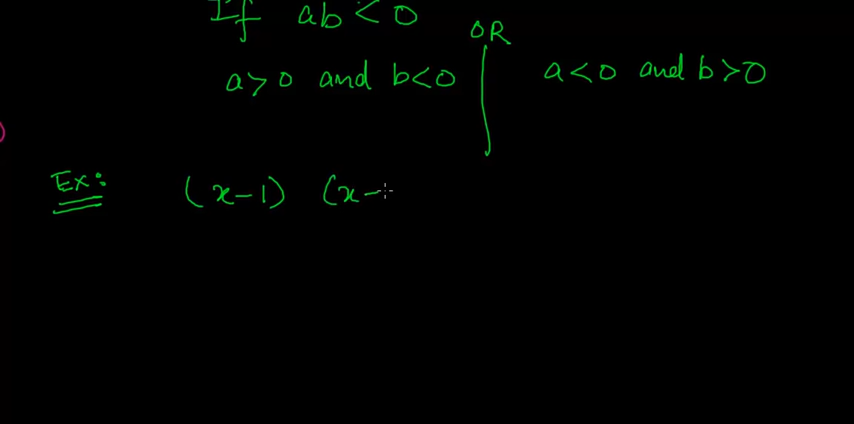 If ab < 0
OR
a > 0 and b < 0 a < 0 and b > 0
Ex: (x-1) (x-